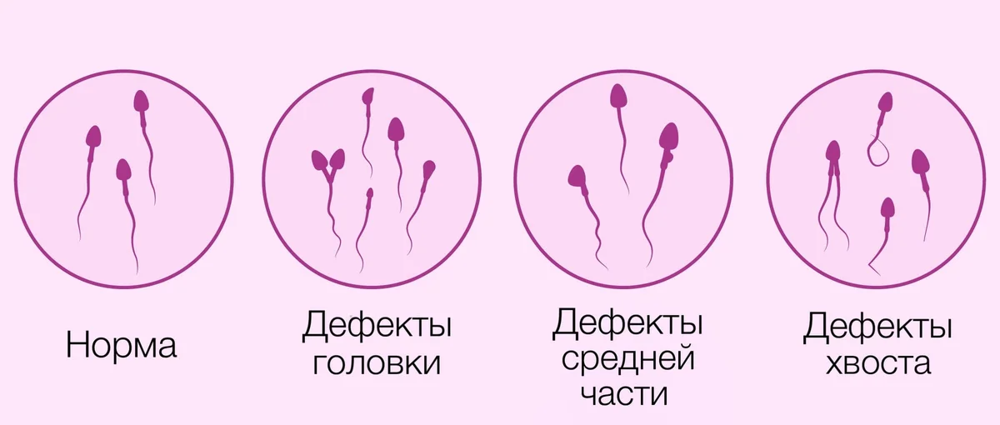 Норма
Дефекты
головки
Дефекты
средней
части
Дефекты
хвоста